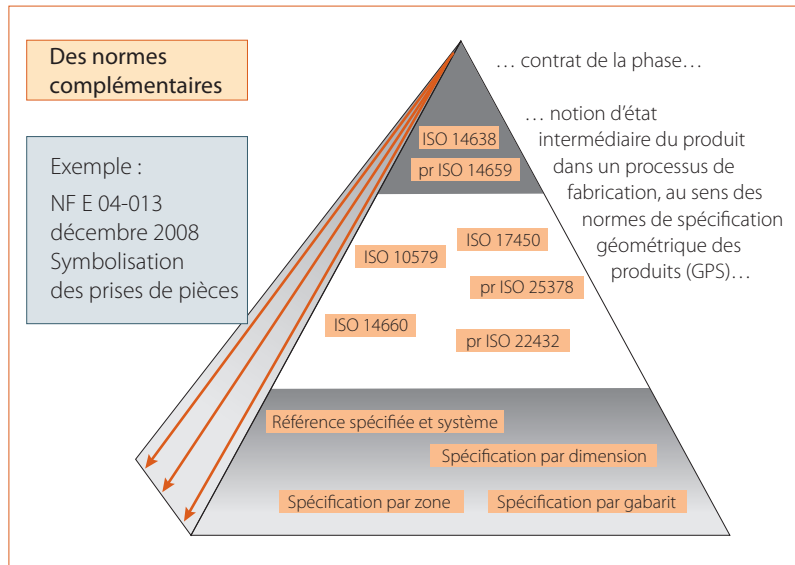 Des normes
complémentaires
Exemple :
NF E 04-013
décembre 2008
Symbolisation
des prises de pièces
… contrat de la phase…
… notion d’état
intermédiaire du produit
dans un processus de
fabrication, au sens des
normes de spécification
géométrique des
produits (GPS)…
ISO 14638
pr ISO 14659
ISO 17450
ISO 10579
pr ISO 25378
ISO 14660
pr ISO 22432
Référence spécifiée et système
Spécification par dimension
Spécification par zone
Spécification par gabarit